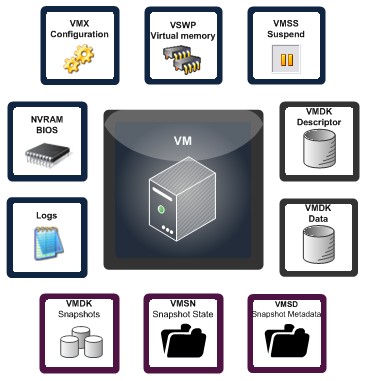 VMX
Configuration
VSWP
Virtual memory
VMSS
Suspend
NVRAM
BIOS
VM
VMDK
Descriptor
Logs
VMDK
Data
VMDK
Snapshots
VMSN
Snapshot State
VMSD
Snapshot Metadata